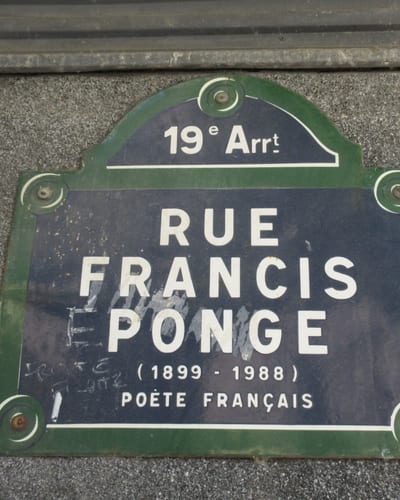 19e Arrt
RUE
FRANCIS
PONGE
(1899 - 1988)
POÈTE FRANÇAIS